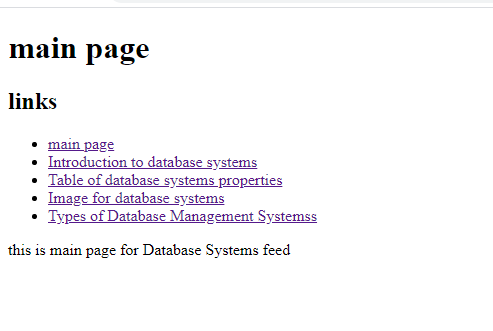 main page
links
main page
Introduction to database systems
Table of database systems properties
Image for database systems
Types of Database Management Systemss
this is main page for Database Systems feed